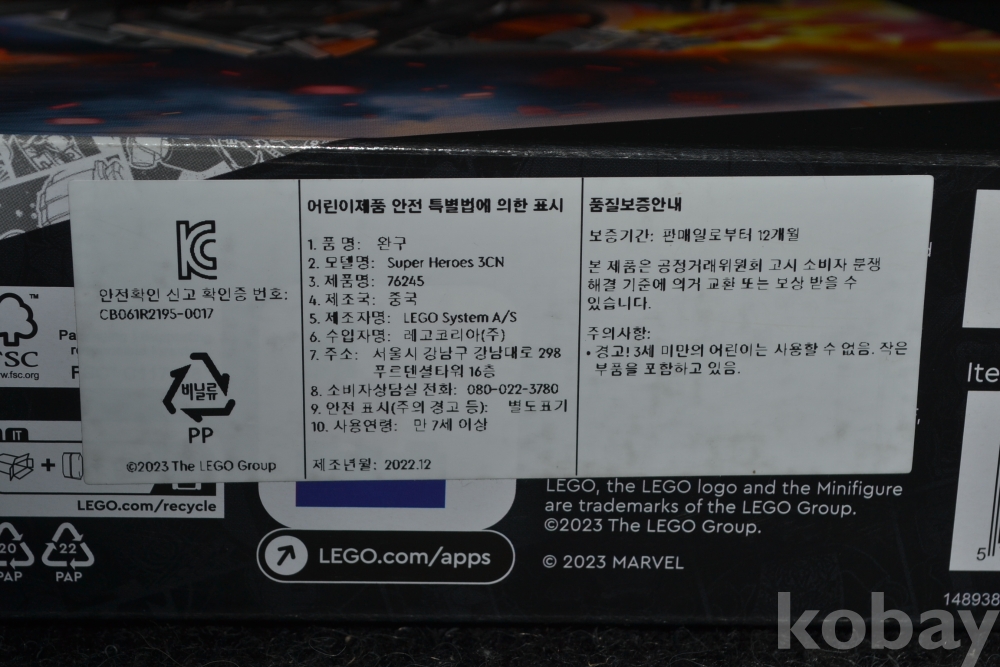 안전확인 신고 확인증 번호:
CB061R2195-0017
비닐류
PP
©2023 The LEGO Group
어린이제품 안전 특별법에 의한 표시
1. 품 명: 완구
2. 모델명: Super Heroes 3CN
3. 제품명: 76245
4. 제조국: 중국
5. 제조자명: LEGO System A/S
6. 수입자명: 레고코리아(주)
7. 주소: 서울시 강남구 강남대로 298
푸르덴셜타워 16층
8. 소비자상담실 전화: 080-022-3780
9. 안전 표시(주의 경고 등): 별도표기
10. 사용연령: 만 7세 이상
제조년월: 2022.12
품질보증안내
보증기간: 판매일로부터 12개월
본 제품은 공정거래위원회 고시 소비자 분쟁
해결 기준에 의거 교환 또는 보상 받을 수
있습니다.
주의사항:
• 경고! 3세 미만의 어린이는 사용할 수 없음. 작은
부품을 포함하고 있음.
TM
FSC
www.fsc.org
IT
LEGO.com/recycle
20
PAP
22
PAP
LEGO.com/apps
LEGO, the LEGO logo and the Minifigure
are trademarks of the LEGO Group.
©2023 The LEGO Group.
© 2023 MARVEL
5
148938
kobay